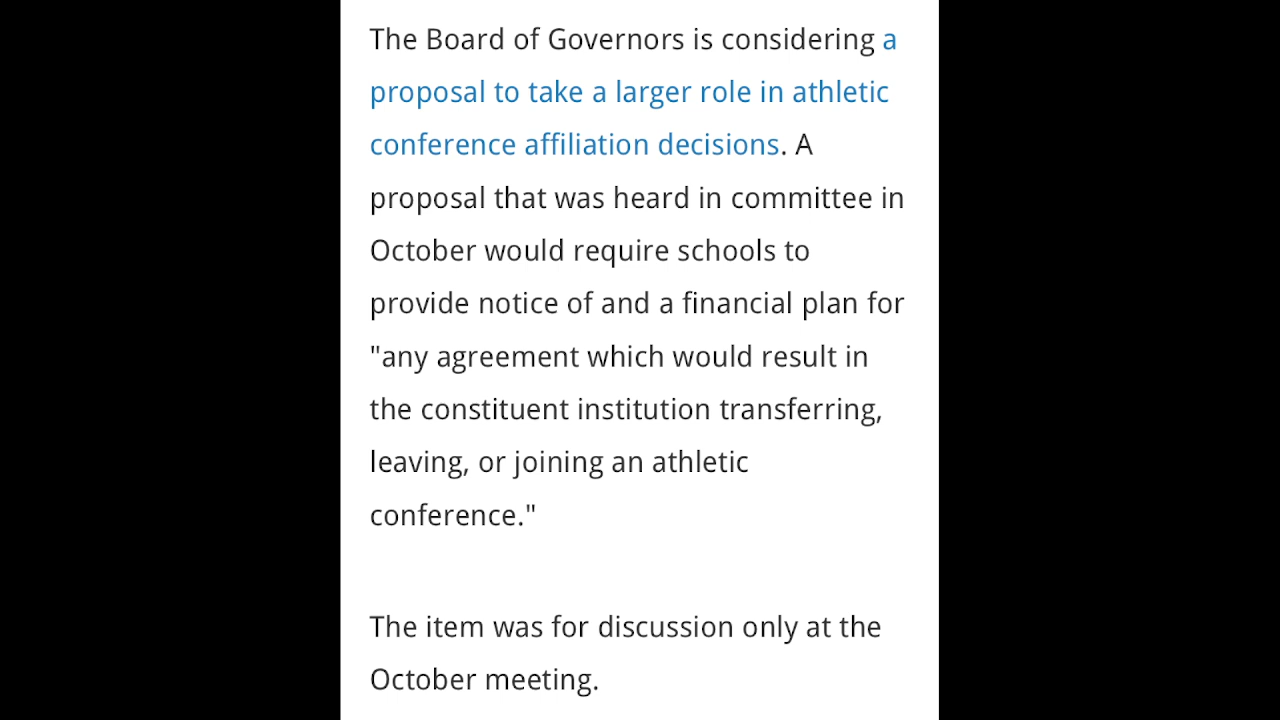 The Board of Governors is considering a
proposal to take a larger role in athletic
conference affiliation decisions. A
proposal that was heard in committee in
October would require schools to
provide notice of and a financial plan for
"any agreement which would result in
the constituent institution transferring,
leaving, or joining an athletic
conference."
The item was for discussion only at the
October meeting.